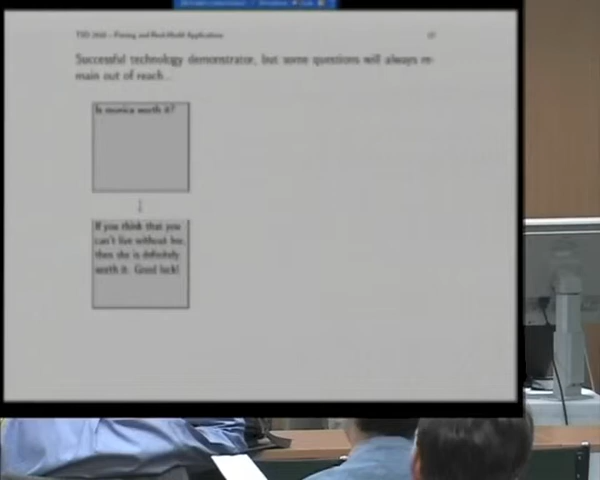 Successful technology demonstrator, but some questions will always re-
main out of reach...
Is monica worth it?
↓
If you think that you
can't live without her,
then she is definitely
worth it. Good luck!